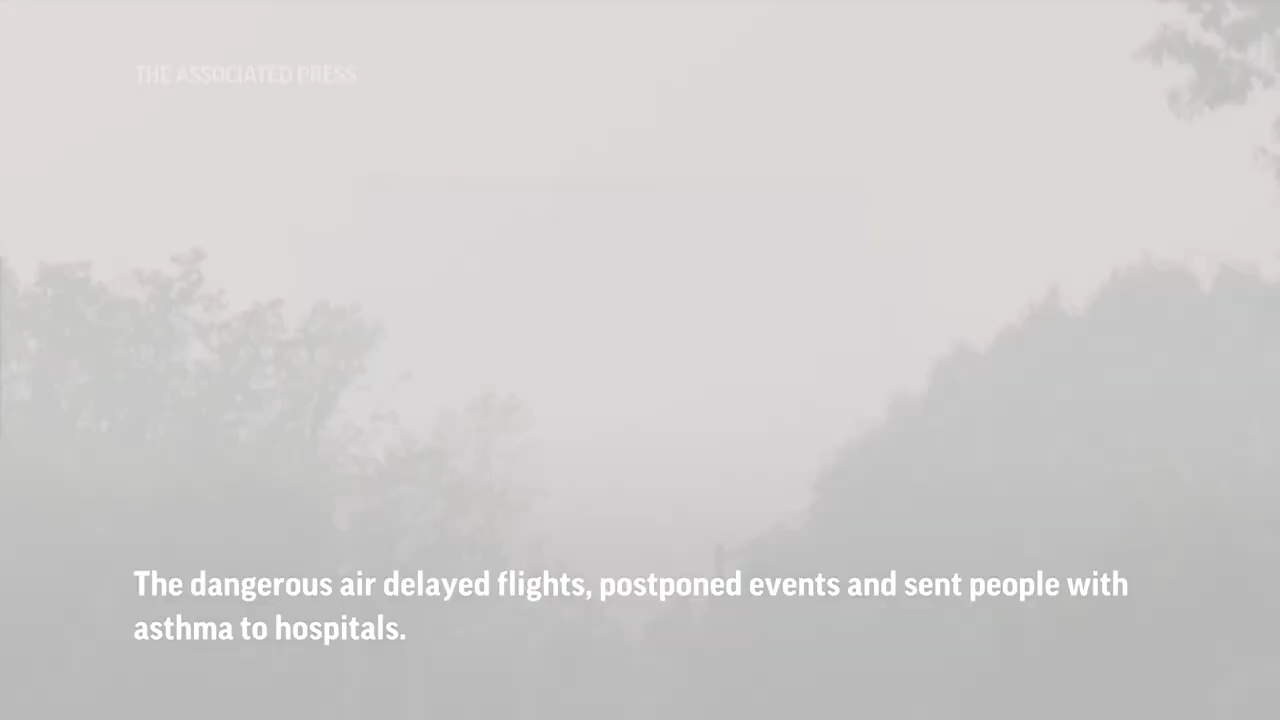 THE ASSOCIATED PRESS
The dangerous air delayed flights, postponed events and sent people with
asthma to hospitals.